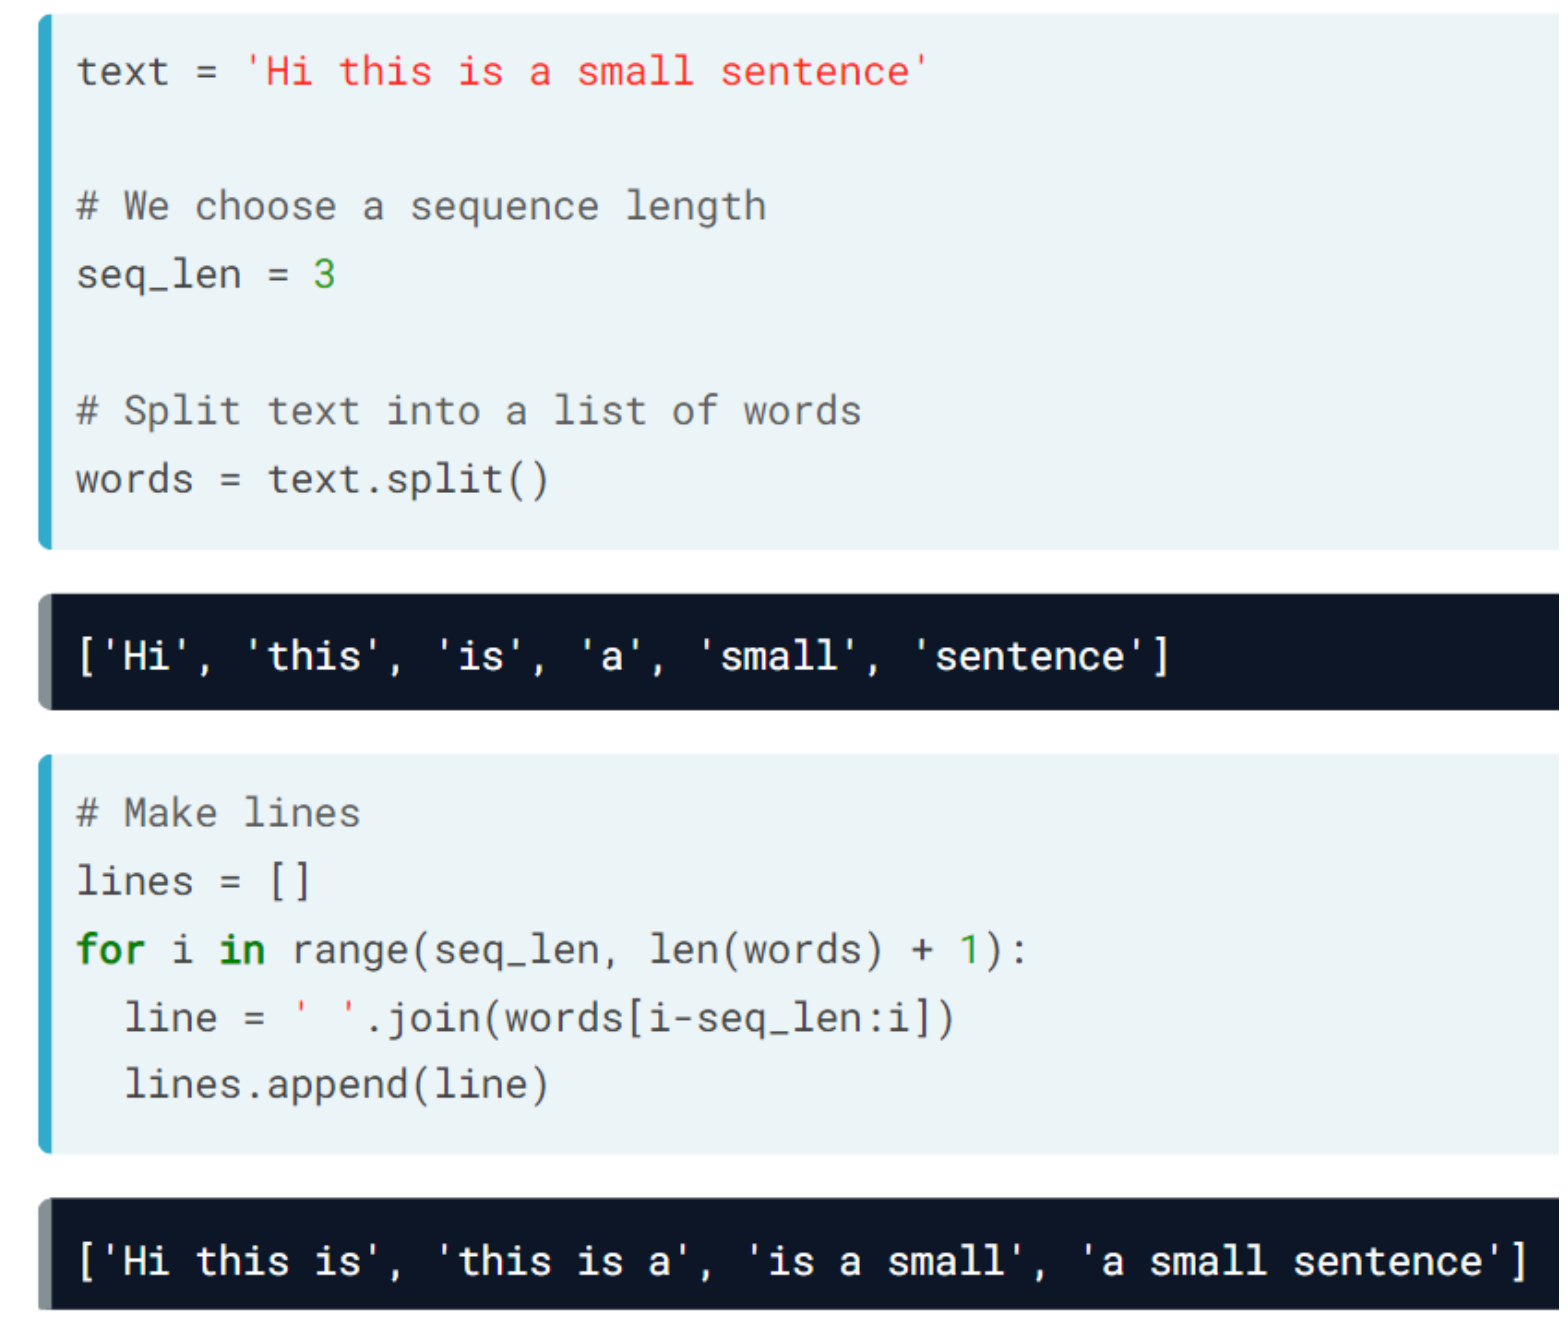 text = 'Hi this is a small sentence'
# We choose a sequence length
seq_len = 3
# Split text into a list of words
words = text.split()
['Hi', 'this', 'is', 'a', 'small', 'sentence']
# Make lines
lines = []
for i in range(seq_len, len(words) + 1):
  line = ' '.join(words[i-seq_len:i])
  lines.append(line)
['Hi this is', 'this is a', 'is a small', 'a small sentence']